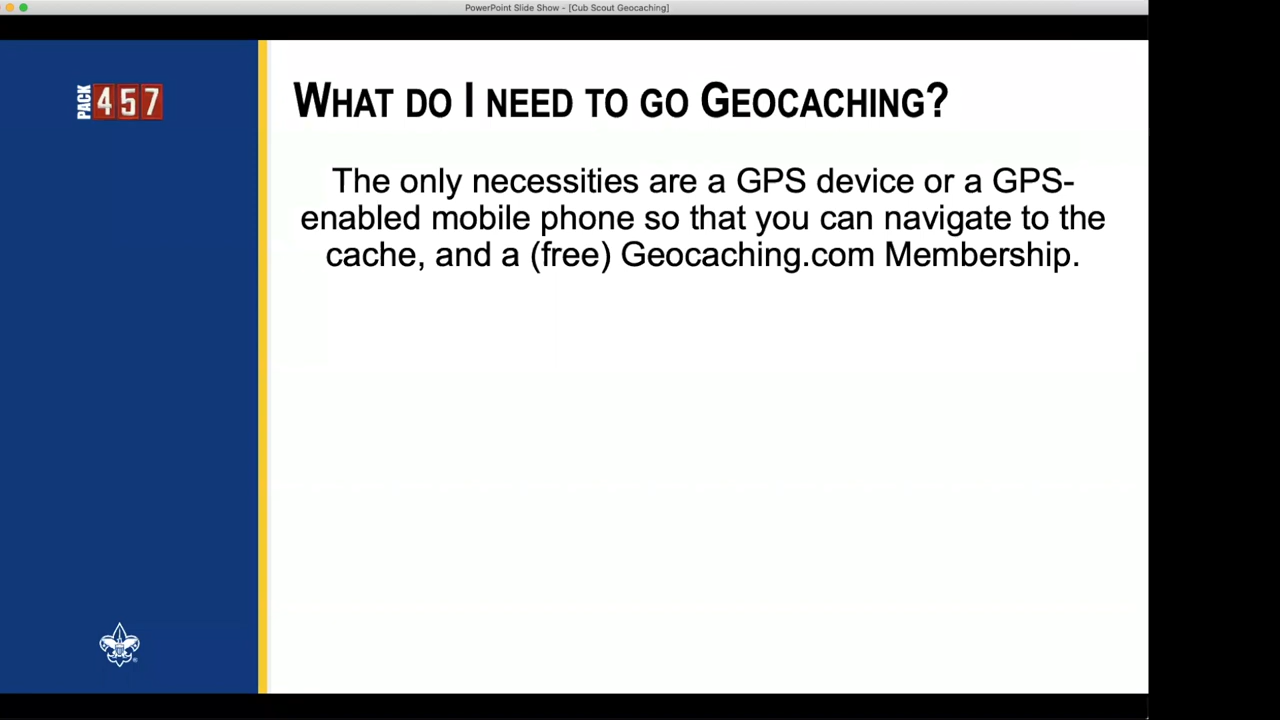 PowerPoint Slide Show - [Cub Scout Geocaching]
PACK 457
WHAT DO I NEED TO GO GEOCACHING?
The only necessities are a GPS device or a GPS-
enabled mobile phone so that you can navigate to the
cache, and a (free) Geocaching.com Membership.
®